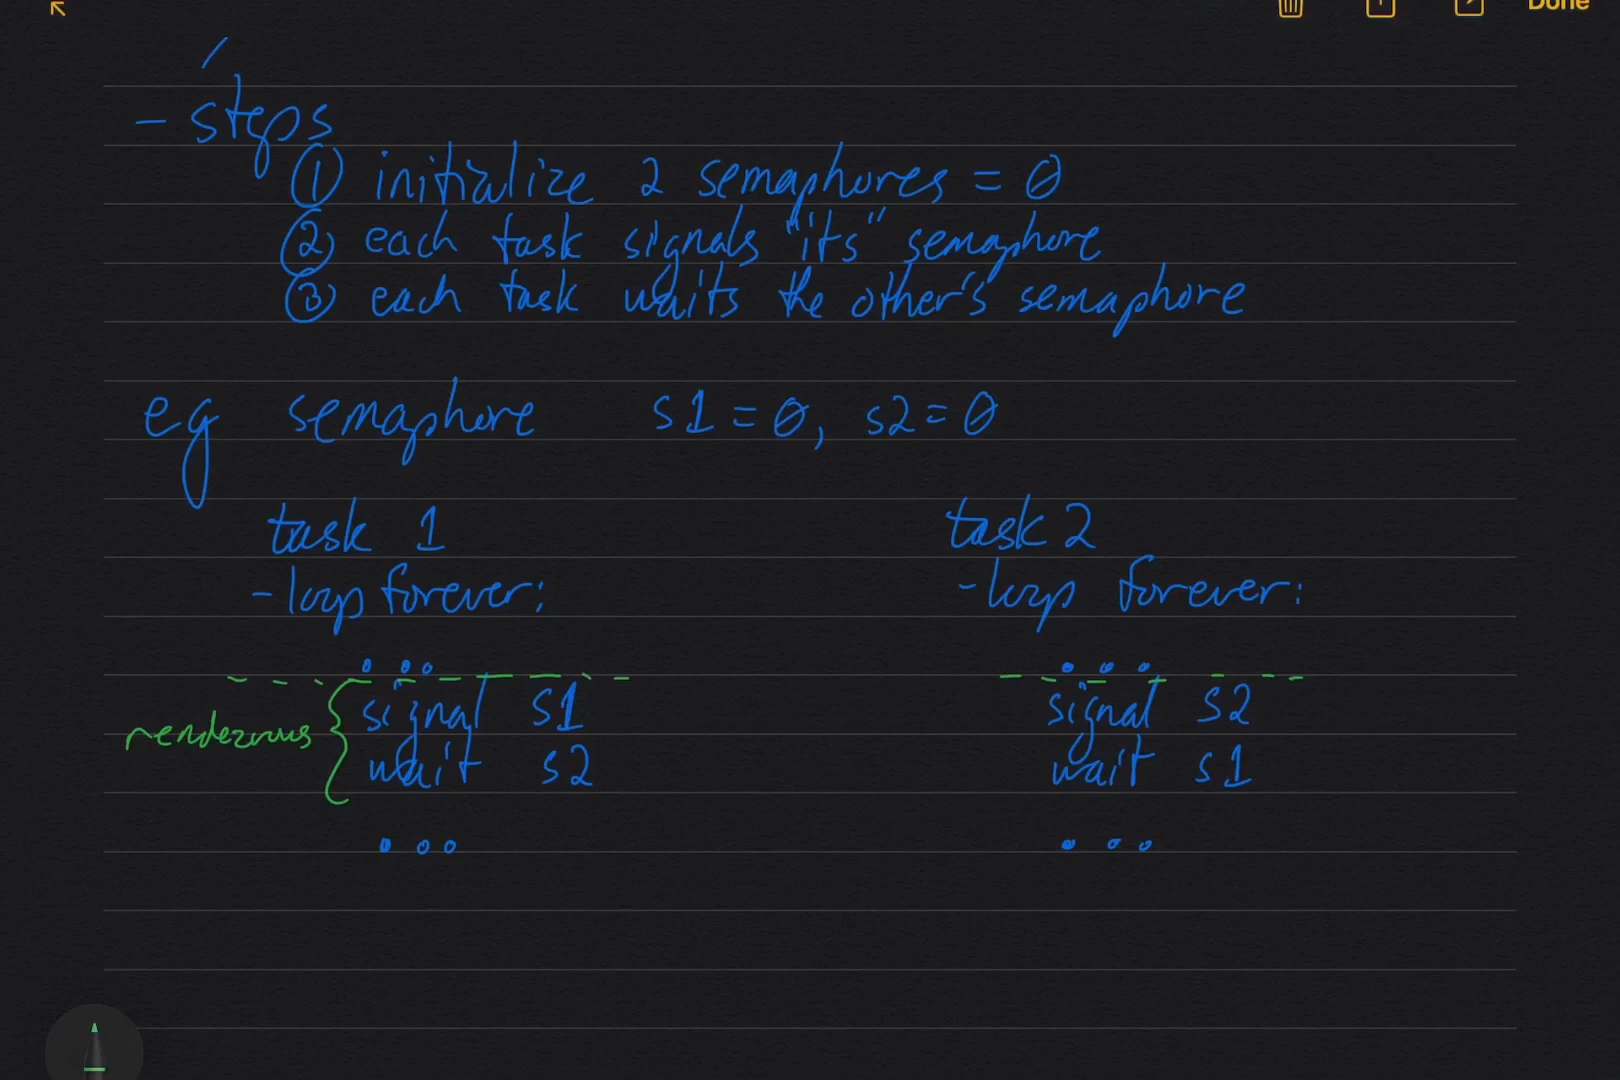 Done
- steps
① initialize 2 semaphores = 0
② each task signals "its" semaphore
③ each task waits the other's semaphore
eg semaphore s1 = 0, s2 = 0
task 1 task 2
- loop forever: - loop forever:
... ...
rendezvous { signal s1 signal s2
wait s2 wait s1
... ...